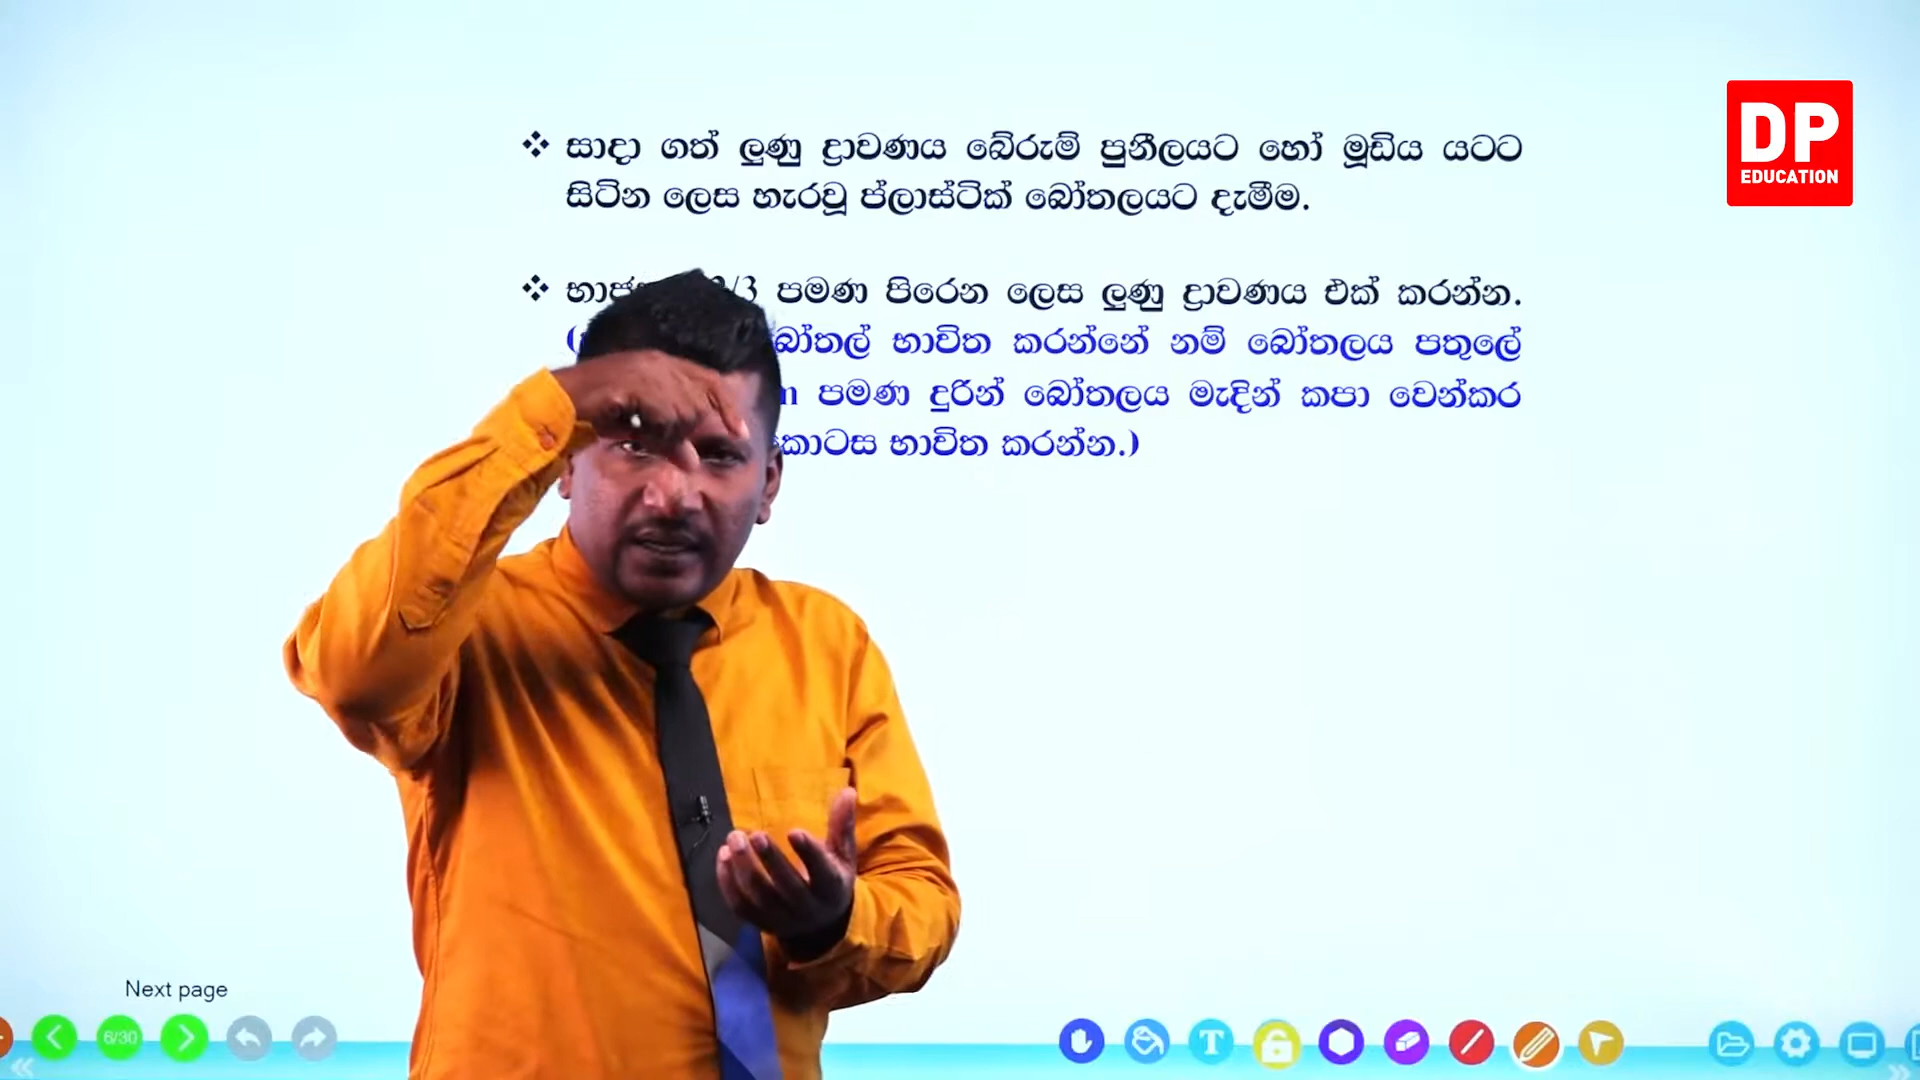 DP
EDUCATION
❖ සාදා ගත් ලුණු ද්‍රාවණය බේරුම් පුනීලයට හෝ මූඩිය යටට
සිටින ලෙස හැරවූ ප්ලාස්ටික් බෝතලයට දැමීම.
❖ 2/3 පමණ පිරෙන ලෙස ලුණු ද්‍රාවණය එක් කරන්න.
බෝතල් භාවිත කරන්නේ නම් බෝතලය පතුලේ
පමණ දුරින් බෝතලය මැදින් කපා වෙන්කර
කොටස භාවිත කරන්න.)
Next page
6/30
T